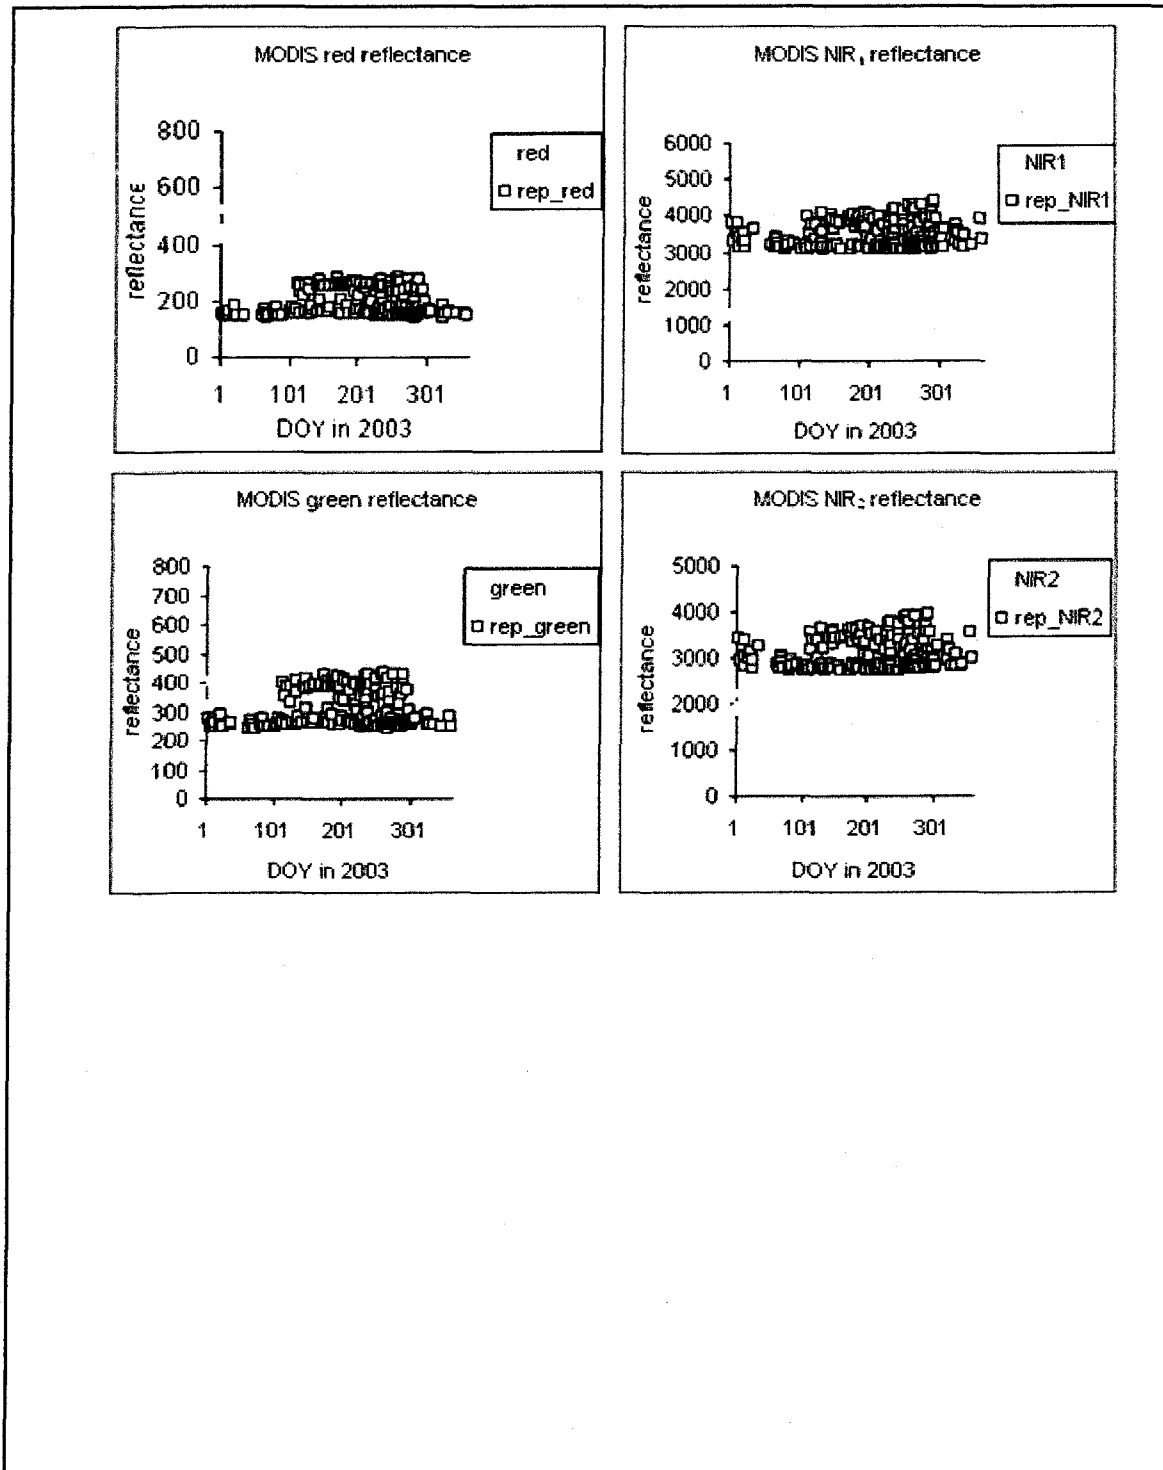 MODIS red reflectance
800
600
400
200
0
reflectance
1 101 201 301
DOY in 2003
red
rep_red
MODIS NIR₁ reflectance
6000
5000
4000
3000
2000
1000
0
reflectance
1 101 201 301
DOY in 2003
NIR1
rep_NIR1
MODIS green reflectance
800
700
600
500
400
300
200
100
0
reflectance
1 101 201 301
DOY in 2003
green
rep_green
MODIS NIR₂ reflectance
5000
4000
3000
2000
1000
0
reflectance
1 101 201 301
DOY in 2003
NIR2
rep_NIR2